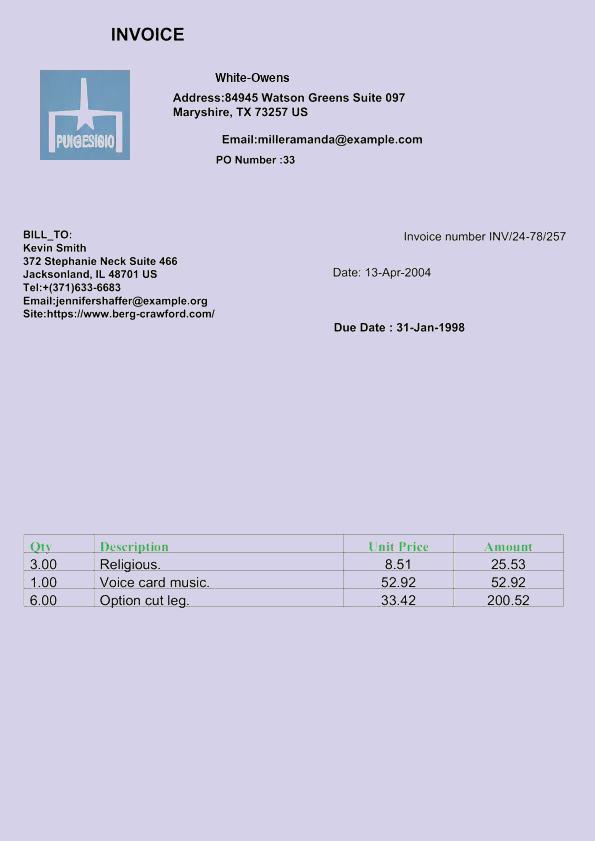 INVOICE
White-Owens
Address:84945 Watson Greens Suite 097
Maryshire, TX 73257 US
Email:milleramanda@example.com
PO Number :33
PUIGESIGIO
BILL_TO:
Kevin Smith
372 Stephanie Neck Suite 466
Jacksonland, IL 48701 US
Tel:+(371)633-6683
Email:jennifershaffer@example.org
Site:https://www.berg-crawford.com/
Invoice number INV/24-78/257
Date: 13-Apr-2004
Due Date : 31-Jan-1998
Qty Description Unit Price Amount
3.00 Religious. 8.51 25.53
1.00 Voice card music. 52.92 52.92
6.00 Option cut leg. 33.42 200.52